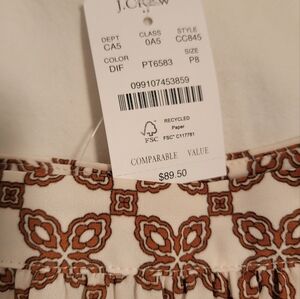 J.CREW
DEPT CLASS STYLE
CA5 0A5 CC845
COLOR SIZE
DIF PT6583 P8
099107453859
RECYCLED
Paper
FSC FSC® C117781
COMPARABLE VALUE
$89.50